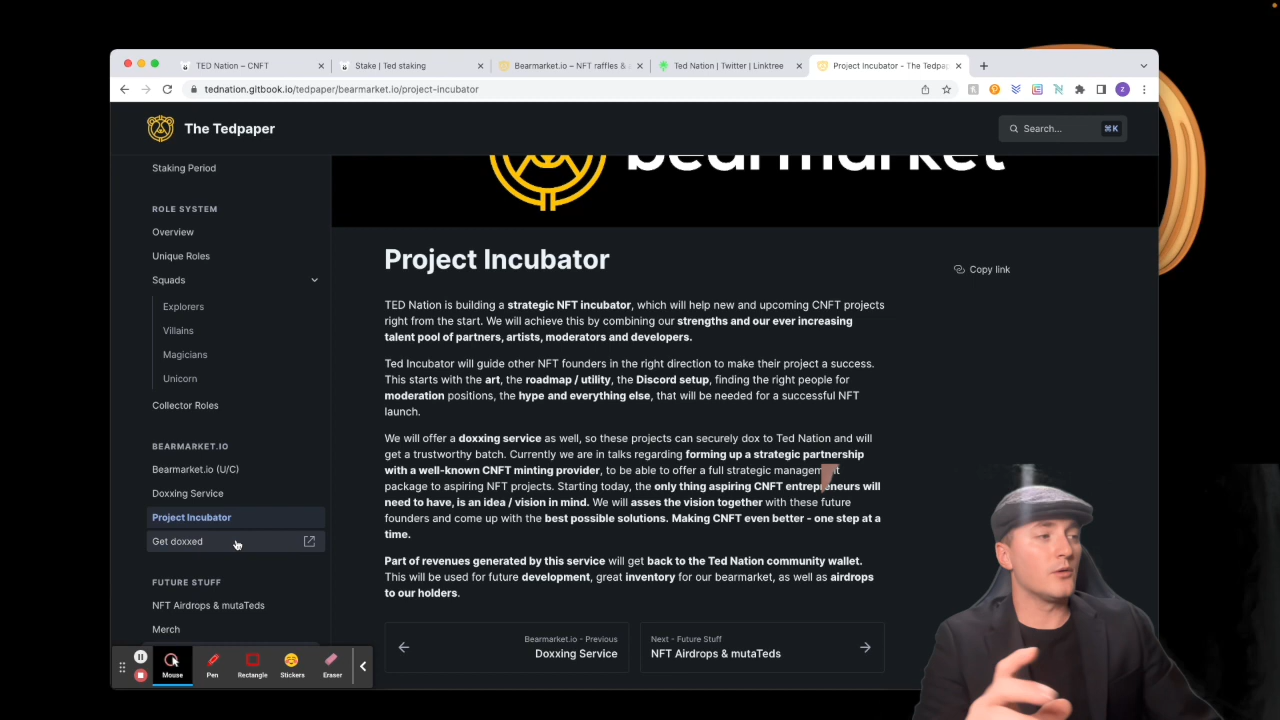 TED Nation – CNFT
Stake | Ted staking
Bearmarket.io – NFT raffles &
Ted Nation | Twitter | Linktree
Project Incubator - The Tedpap
tednation.gitbook.io/tedpaper/bearmarket.io/project-incubator
The Tedpaper
Search...
⌘K
bearmarket
Staking Period
ROLE SYSTEM
Overview
Unique Roles
Squads
Explorers
Villains
Magicians
Unicorn
Collector Roles
BEARMARKET.IO
Bearmarket.io (U/C)
Doxxing Service
Project Incubator
Get doxxed
FUTURE STUFF
NFT Airdrops & mutaTeds
Merch
Project Incubator
Copy link
TED Nation is building a strategic NFT incubator, which will help new and upcoming CNFT projects
right from the start. We will achieve this by combining our strengths and our ever increasing
talent pool of partners, artists, moderators and developers.
Ted Incubator will guide other NFT founders in the right direction to make their project a success.
This starts with the art, the roadmap / utility, the Discord setup, finding the right people for
moderation positions, the hype and everything else, that will be needed for a successful NFT
launch.
We will offer a doxxing service as well, so these projects can securely dox to Ted Nation and will
get a trustworthy batch. Currently we are in talks regarding forming up a strategic partnership
with a well-known CNFT minting provider, to be able to offer a full strategic management
package to aspiring NFT projects. Starting today, the only thing aspiring CNFT entrepreneurs will
need to have, is an idea / vision in mind. We will asses the vision together with these future
founders and come up with the best possible solutions. Making CNFT even better - one step at a
time.
Part of revenues generated by this service will get back to the Ted Nation community wallet.
This will be used for future development, great inventory for our bearmarket, as well as airdrops
to our holders.
Bearmarket.io - Previous
Doxxing Service
Next - Future Stuff
NFT Airdrops & mutaTeds
Mouse
Pen
Rectangle
Stickers
Eraser